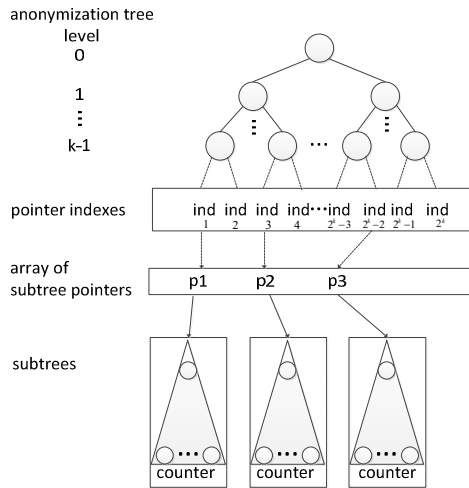 anonymization tree
level
0
1
k-1
pointer indexes
ind ind ind ind ind ind ind ind
1 2 3 4 2^k-3 2^k-2 2^k-1 2^k
array of
subtree pointers
p1 p2 p3
subtrees
counter counter counter